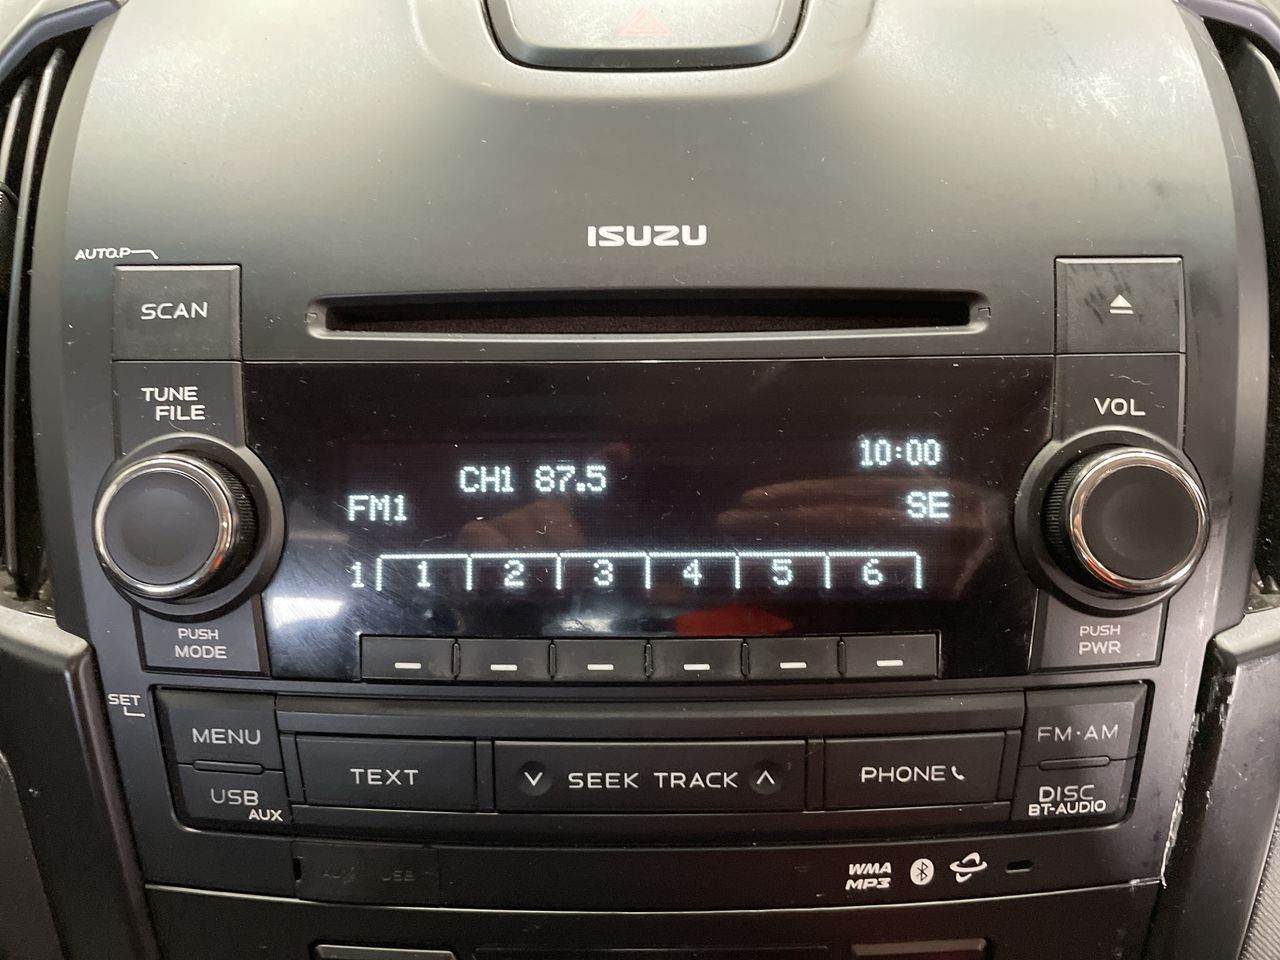 ISUZU
AUTO.P
SCAN
TUNE
FILE
VOL
10:00
CH1 87.5
FM1
SE
1 1 2 3 4 5 6
PUSH
MODE
PUSH
PWR
SET
MENU
FM·AM
TEXT
SEEK TRACK
PHONE
USB
AUX
DISC
BT-AUDIO
WMA
MP3
AUX USB